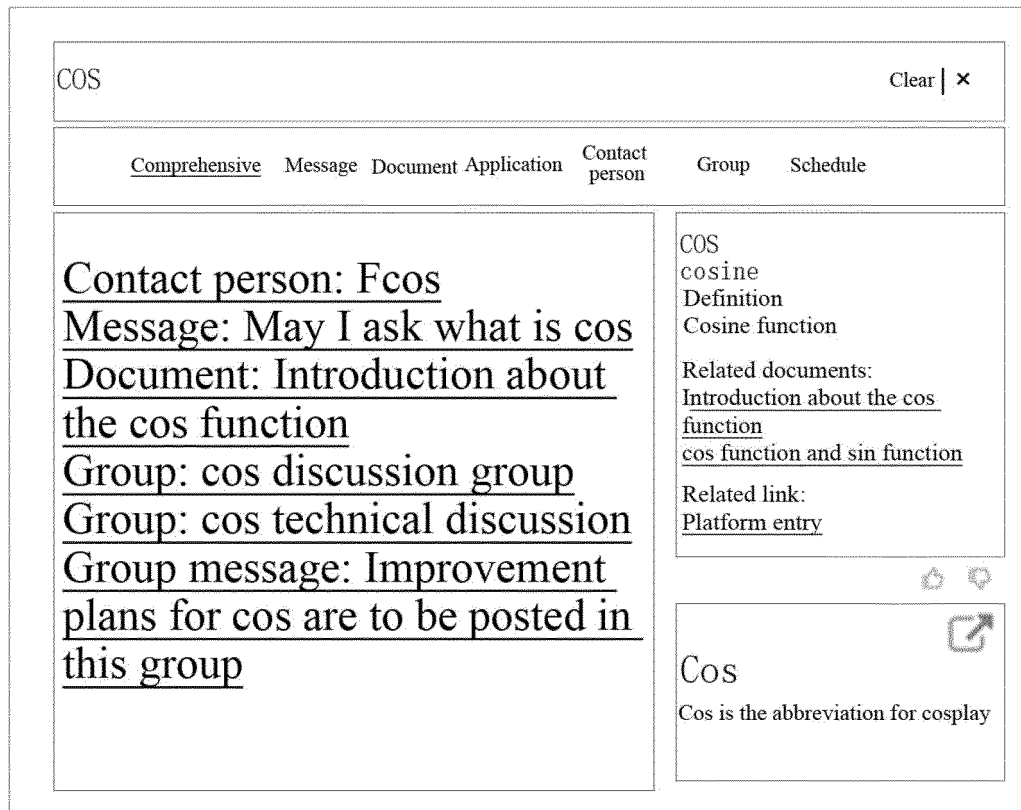 COS
Clear | ×
Comprehensive Message Document Application Contact person Group Schedule
Contact person: Fcos
Message: May I ask what is cos
Document: Introduction about
the cos function
Group: cos discussion group
Group: cos technical discussion
Group message: Improvement
plans for cos are to be posted in
this group
COS
cosine
Definition
Cosine function
Related documents:
Introduction about the cos
function
cos function and sin function
Related link:
Platform entry
Cos
Cos is the abbreviation for cosplay